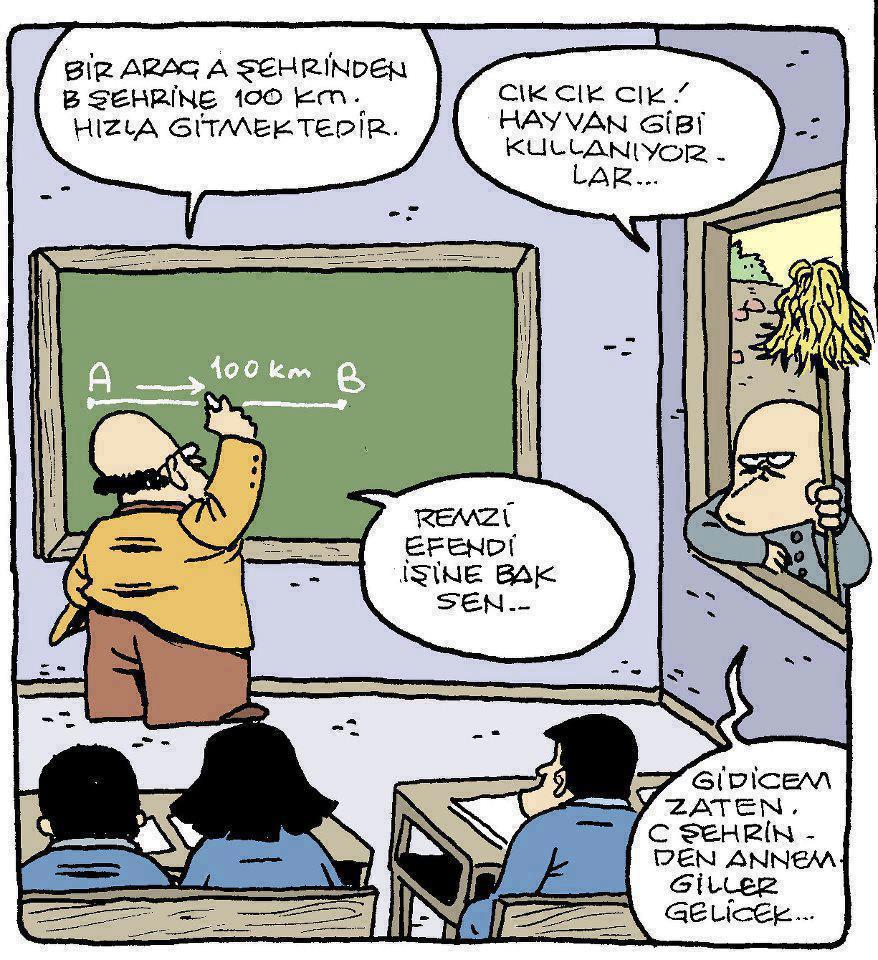 BİR ARAÇ A ŞEHRİNDEN
B ŞEHRİNE 100 KM.
HIZLA GİTMEKTEDİR.
CIK CIK CIK!
HAYVAN GİBİ
KULLANIYOR-
LAR...
A 100 km B
REMZİ
EFENDİ
İŞİNE BAK
SEN...
GİDİCEM
ZATEN.
C ŞEHRİN-
DEN ANNEM-
GİLLER
GELİCEK...